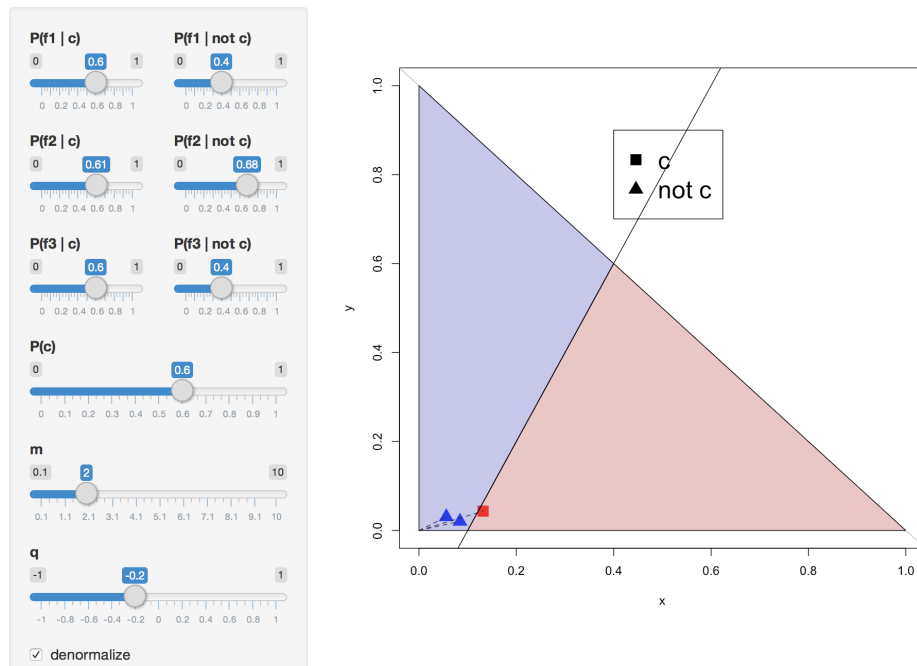 P(f1 | c) P(f1 | not c)
0 0.6 1 0 0.4 1
0 0.2 0.4 0.6 0.8 1 0 0.2 0.4 0.6 0.8 1
P(f2 | c) P(f2 | not c)
0 0.61 1 0 0.68 1
0 0.2 0.4 0.6 0.8 1 0 0.2 0.4 0.6 0.8 1
P(f3 | c) P(f3 | not c)
0 0.6 1 0 0.4 1
0 0.2 0.4 0.6 0.8 1 0 0.2 0.4 0.6 0.8 1
P(c)
0 0.6 1
0 0.1 0.2 0.3 0.4 0.5 0.6 0.7 0.8 0.9 1
m
0.1 2 10
0.1 1.1 2.1 3.1 4.1 5.1 6.1 7.1 8.1 9.1 10
q
-1 -0.2 1
-1 -0.8 -0.6 -0.4 -0.2 0 0.2 0.4 0.6 0.8 1
denormalize
y
1.0
0.8
0.6
0.4
0.2
0.0
c
not c
0.0 0.2 0.4 0.6 0.8 1.0
x